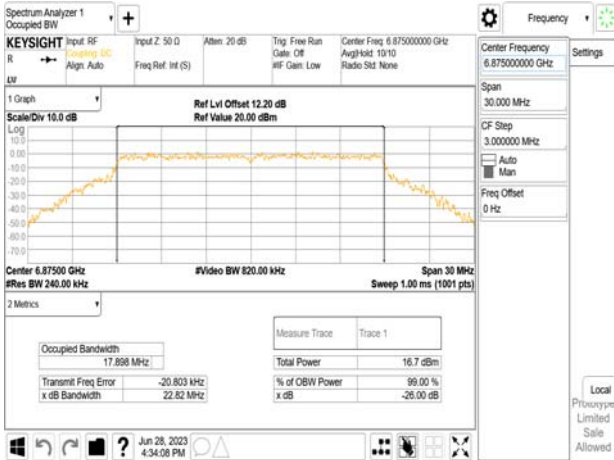 Spectrum Analyzer 1
Occupied BW
Frequency
KEYSIGHT
R
Input: RF
Coupling: DC
Align: Auto
Input Z: 50 Ω
Freq Ref: Int (S)
Atten: 20 dB
Trig: Free Run
Gate: Off
#IF Gain: Low
Center Freq: 6.875000000 GHz
Avg|Hold: 10/10
Radio Std: None
Center Frequency
6.875000000 GHz
Settings
Span
30.000 MHz
CF Step
3.000000 MHz
Auto
Man
Freq Offset
0 Hz
1 Graph
Scale/Div 10.0 dB
Ref Lvl Offset 12.20 dB
Ref Value 20.00 dBm
Log
10.0
0.00
-10.0
-20.0
-30.0
-40.0
-50.0
-60.0
-70.0
Center 6.87500 GHz
#Res BW 240.00 kHz
#Video BW 820.00 kHz
Span 30 MHz
Sweep 1.00 ms (1001 pts)
2 Metrics
Measure Trace Trace 1
Occupied Bandwidth
17.898 MHz
Total Power 16.7 dBm
Transmit Freq Error -20.803 kHz
% of OBW Power 99.00 %
x dB Bandwidth 22.82 MHz
x dB -26.00 dB
Local
Prototype
Limited
Sale
Allowed
?
Jun 28, 2023
4:34:08 PM